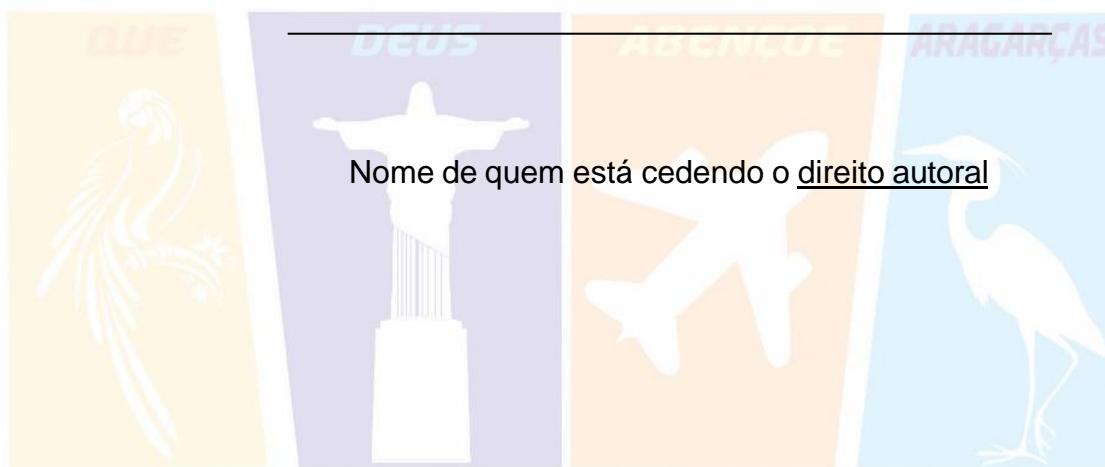 QUE DEUS ABENÇOE ARAGARÇAS
Nome de quem está cedendo o direito autoral